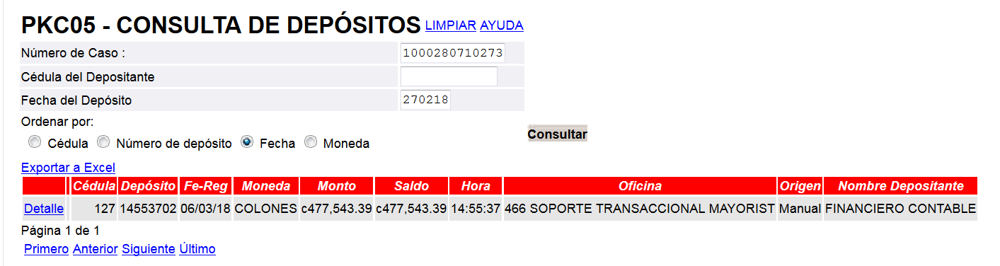 PKC05 - CONSULTA DE DEPÓSITOS LIMPIAR AYUDA
Número de Caso : 1000280710273
Cédula del Depositante
Fecha del Depósito 270218
Ordenar por:
Consultar
Cédula Número de depósito Fecha Moneda
Exportar a Excel
Cédula Depósito Fe-Reg Moneda Monto Saldo Hora Oficina Origen Nombre Depositante
Detalle 127 14553702 06/03/18 COLONES c477,543.39 c477,543.39 14:55:37 466 SOPORTE TRANSACCIONAL MAYORIST Manual FINANCIERO CONTABLE
Página 1 de 1
Primero Anterior Siguiente Último